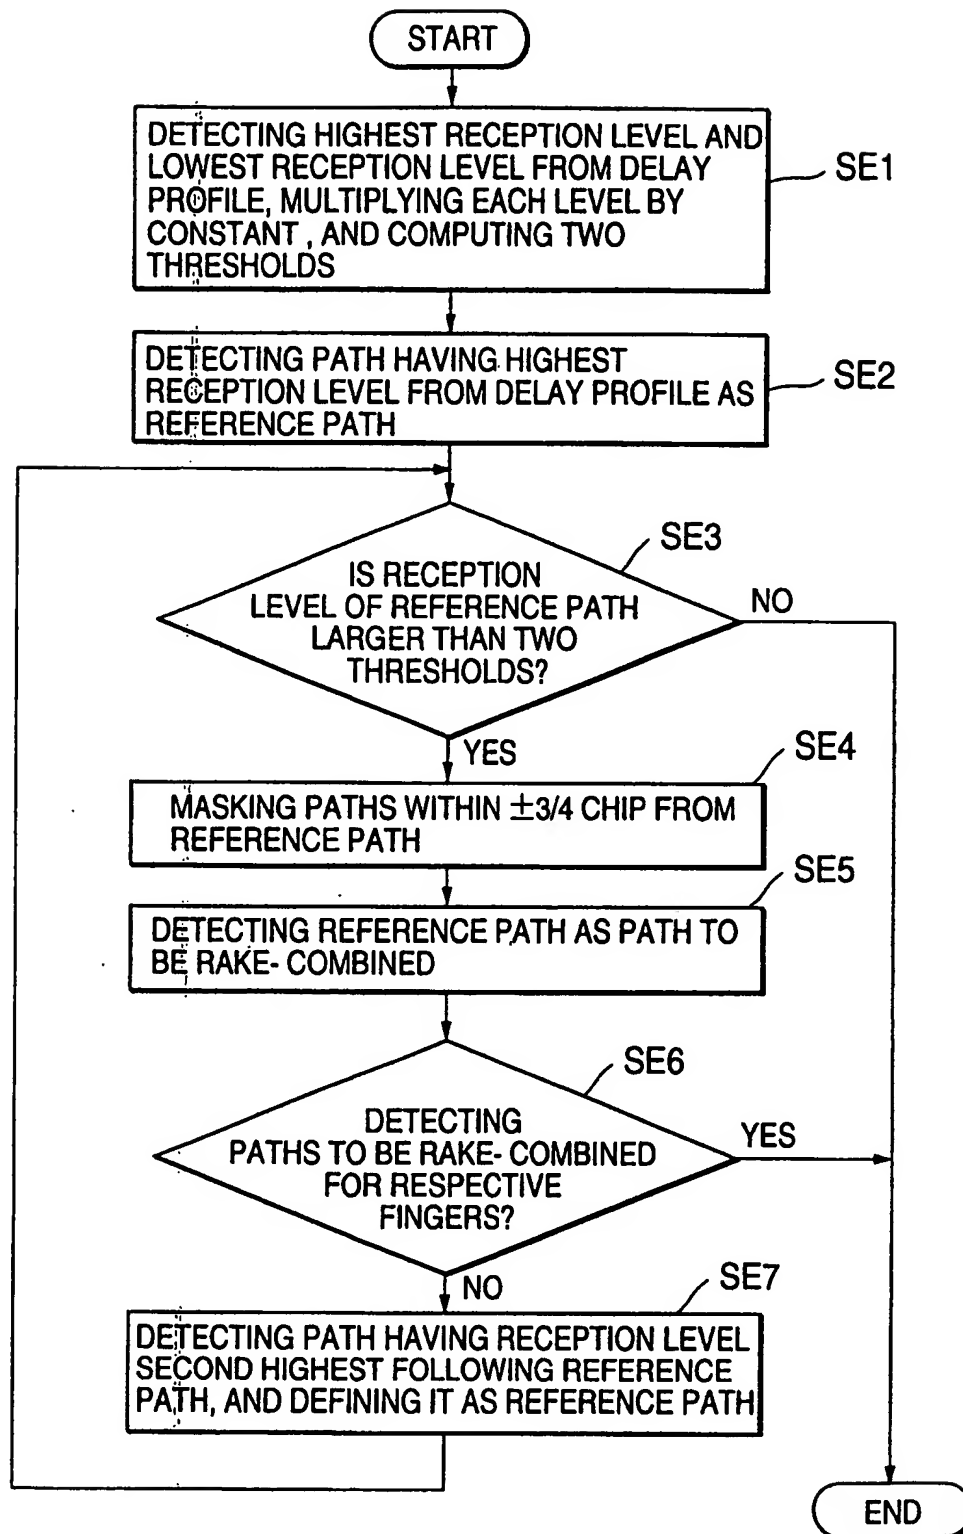 START
DETECTING HIGHEST RECEPTION LEVEL AND
LOWEST RECEPTION LEVEL FROM DELAY
PROFILE, MULTIPLYING EACH LEVEL BY
CONSTANT , AND COMPUTING TWO
THRESHOLDS
SE1
DETECTING PATH HAVING HIGHEST
RECEPTION LEVEL FROM DELAY PROFILE AS
REFERENCE PATH
SE2
SE3
IS RECEPTION
LEVEL OF REFERENCE PATH
LARGER THAN TWO
THRESHOLDS?
NO
YES
SE4
MASKING PATHS WITHIN ±3/4 CHIP FROM
REFERENCE PATH
SE5
DETECTING REFERENCE PATH AS PATH TO
BE RAKE- COMBINED
SE6
DETECTING
PATHS TO BE RAKE- COMBINED
FOR RESPECTIVE
FINGERS?
YES
NO
SE7
DETECTING PATH HAVING RECEPTION LEVEL
SECOND HIGHEST FOLLOWING REFERENCE
PATH, AND DEFINING IT AS REFERENCE PATH
END